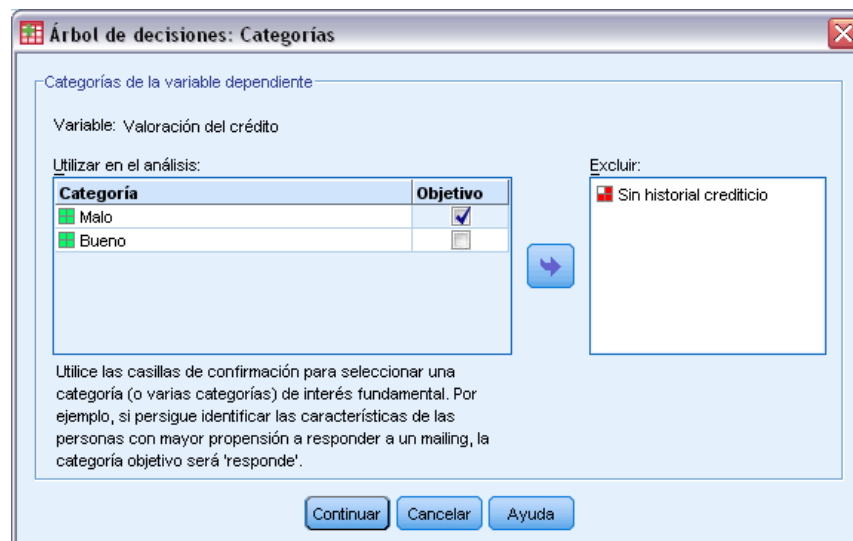 Árbol de decisiones: Categorías
Categorías de la variable dependiente
Variable: Valoración del crédito
Utilizar en el análisis:
Categoría Objetivo
Malo
Bueno
Excluir:
Sin historial crediticio
Utilice las casillas de confirmación para seleccionar una
categoría (o varias categorías) de interés fundamental. Por
ejemplo, si persigue identificar las características de las
personas con mayor propensión a responder a un mailing, la
categoría objetivo será 'responde'.
Continuar Cancelar Ayuda